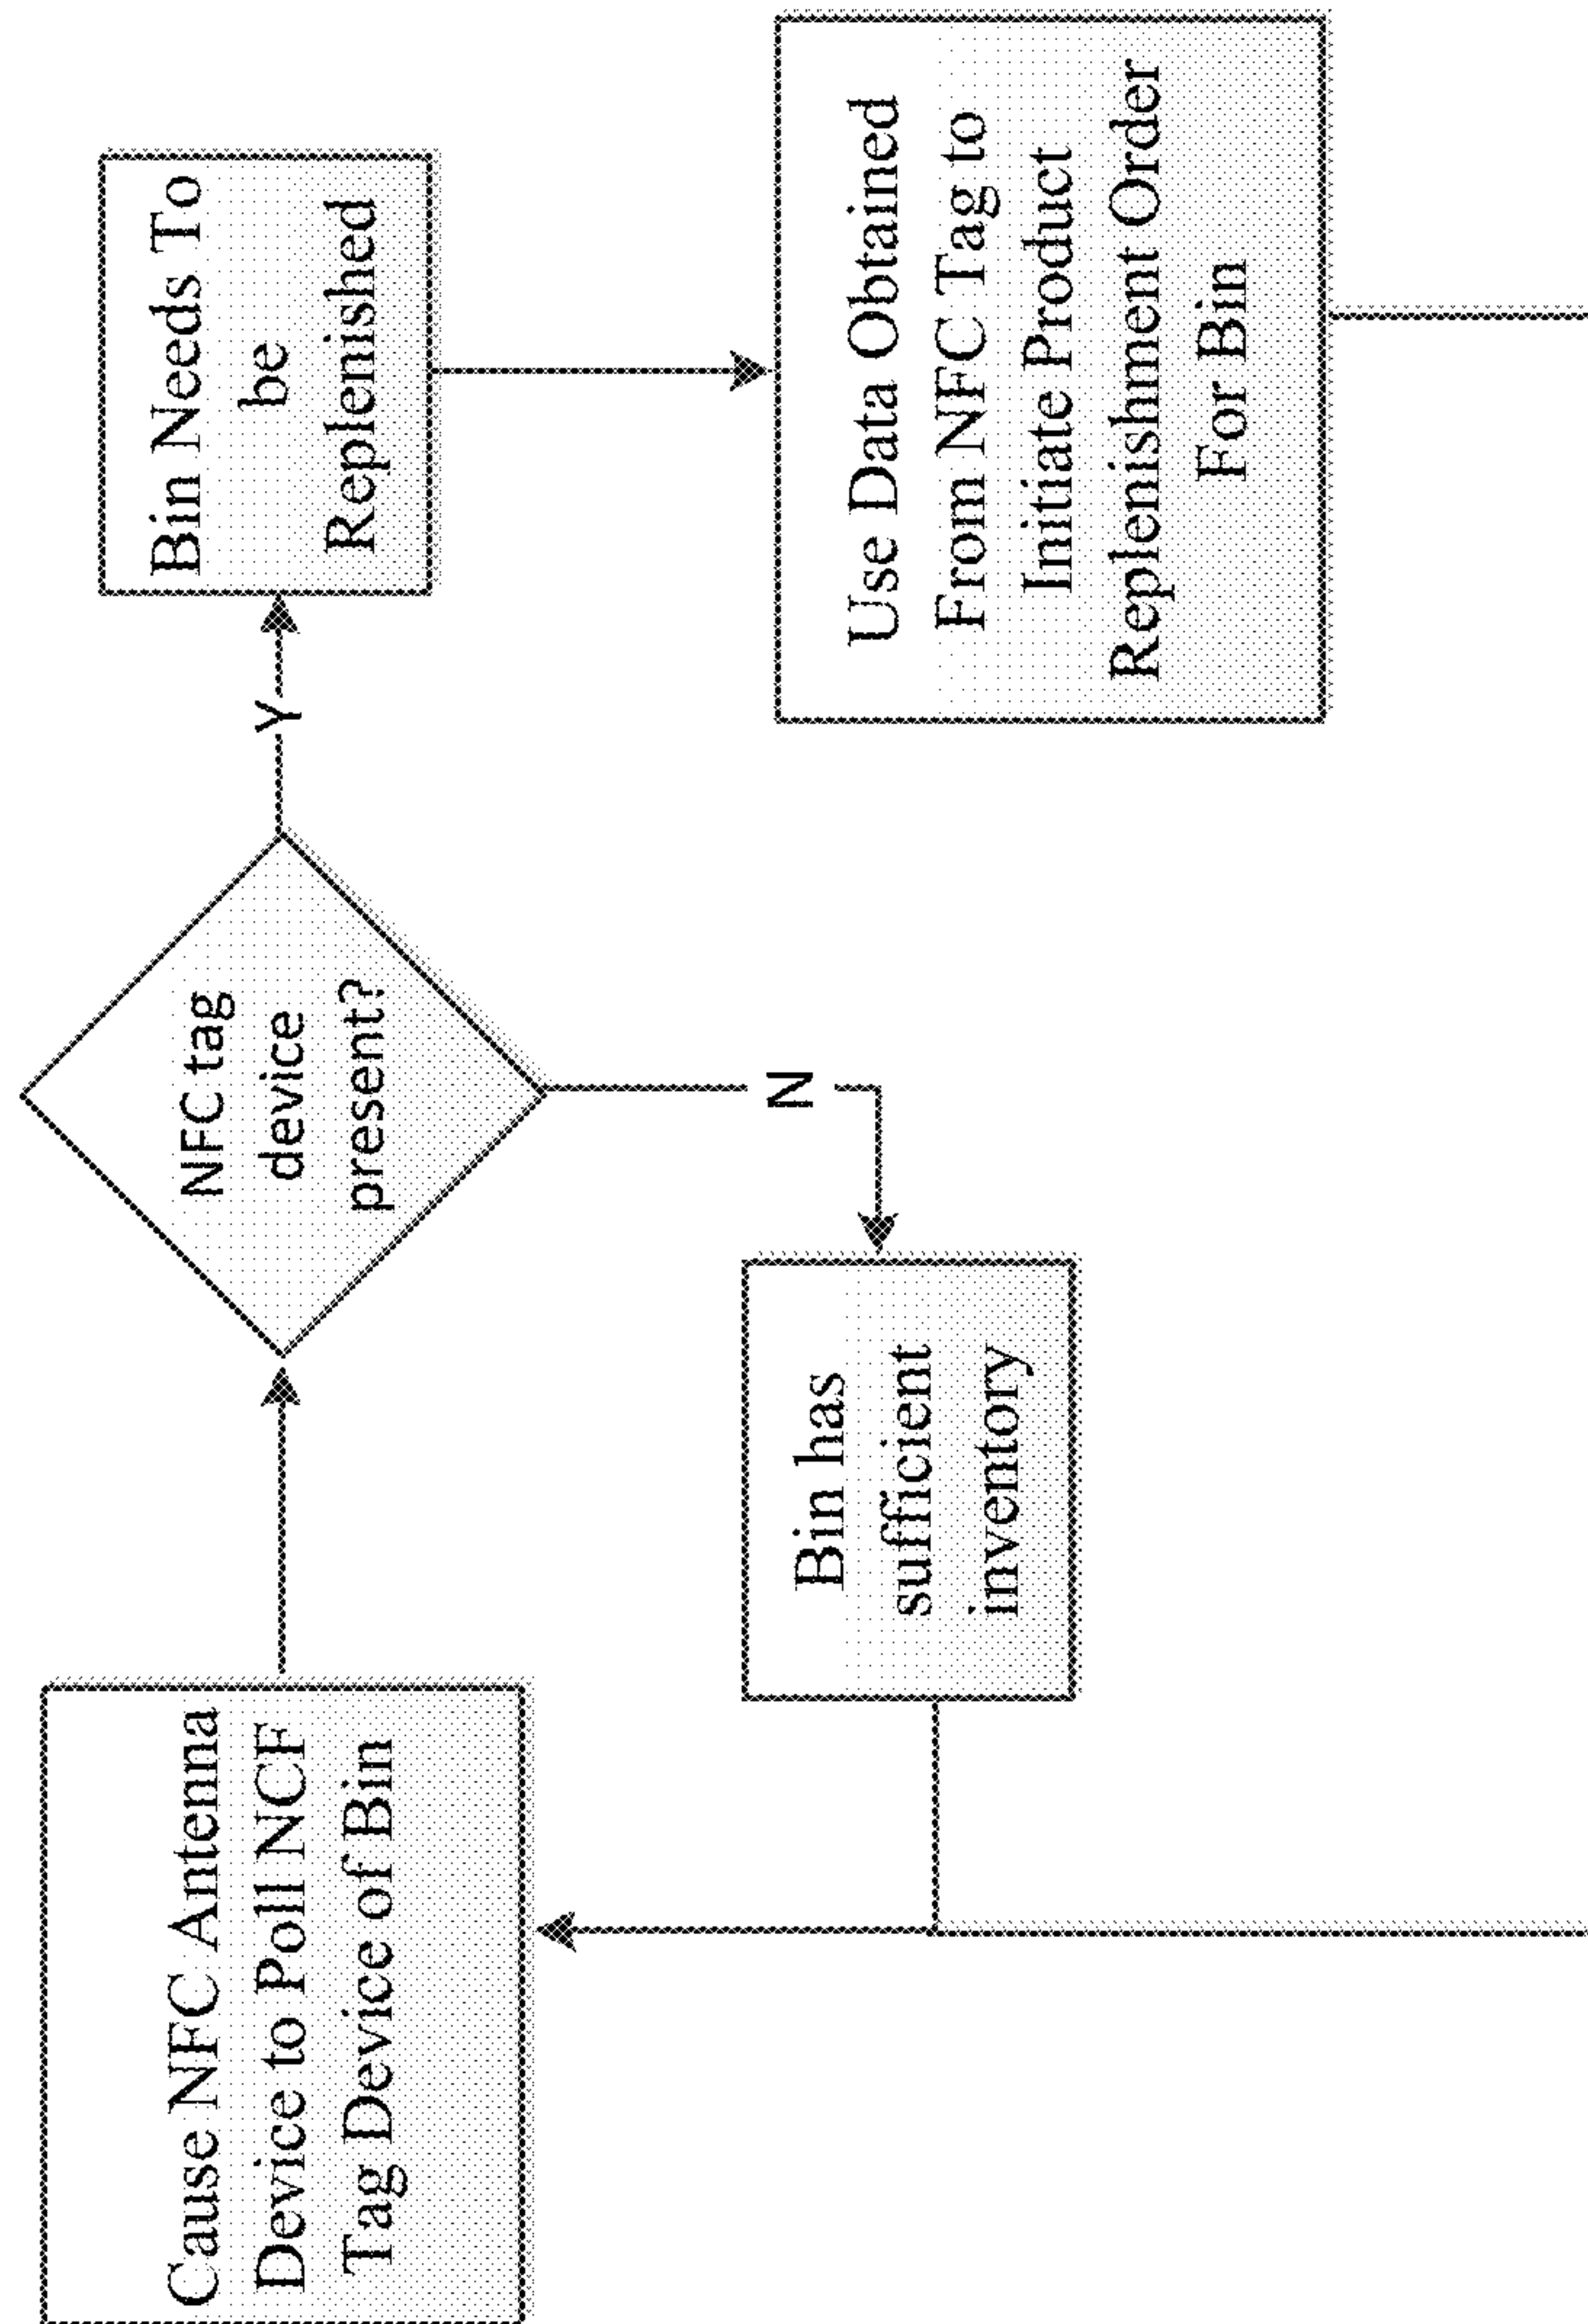 Cause NFC Antenna
Device to Poll NCF
Tag Device of Bin
NFC tag
device
present?
Y
Bin Needs To
be
Replenished
N
Bin has
sufficient
inventory
Use Data Obtained
From NFC Tag to
Initiate Product
Replenishment Order
For Bin